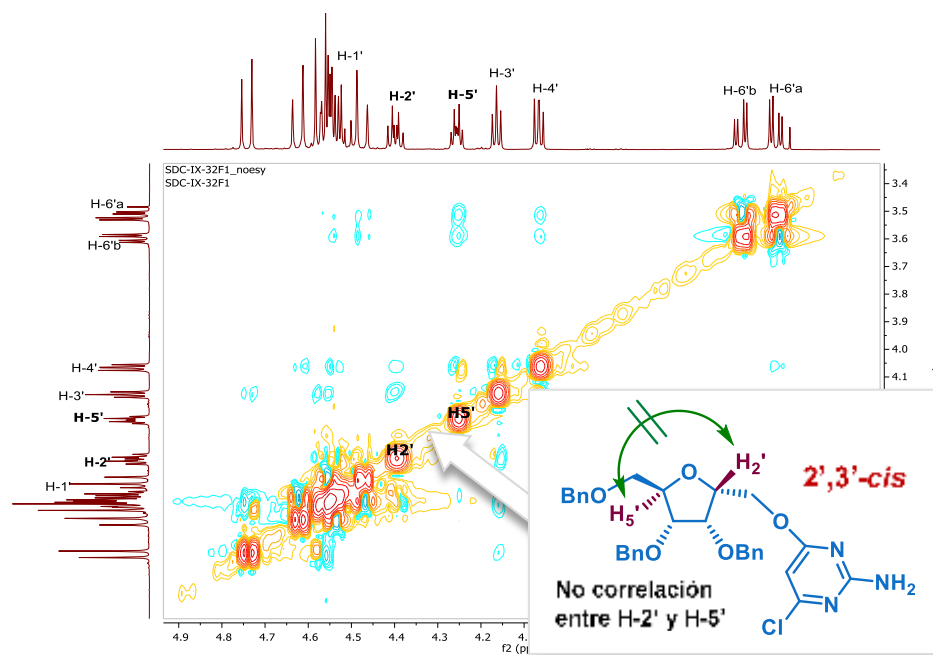 H-1'
H-2'
H-5'
H-3'
H-4'
H-6'b
H-6'a
SDC-IX-32F1_noesy
SDC-IX-32F1
H-6'a
H-6'b
H-4'
H-3'
H-5'
H-2'
H-1'
3.4
3.5
3.6
3.7
3.8
3.9
4.0
4.1
H5'
H2'
O
H2'
2',3'-cis
BnO
H5'
O
BnO
OBn
N
NH2
N
Cl
No correlación
entre H-2' y H-5'
4.9 4.8 4.7 4.6 4.5 4.4 4.3 4.2
f2 (p